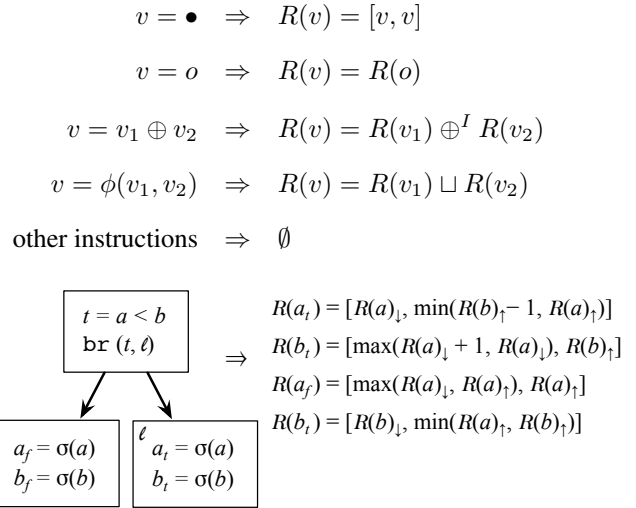 v = • ⇒ R(v) = [v, v]
v = o ⇒ R(v) = R(o)
v = v₁ ⊕ v₂ ⇒ R(v) = R(v₁) ⊕ᴵ R(v₂)
v = ϕ(v₁, v₂) ⇒ R(v) = R(v₁) ⊔ R(v₂)
other instructions ⇒ ∅
t = a < b
br (t, ℓ)
⇒
R(aₜ) = [R(a)↓, min(R(b)↑ − 1, R(a)↑)]
R(bₜ) = [max(R(a)↓ + 1, R(a)↓), R(b)↑]
R(a_f) = [max(R(a)↓, R(a)↑), R(a)↑]
R(bₜ) = [R(b)↓, min(R(a)↑, R(b)↑)]
a_f = σ(a)
b_f = σ(b)
ℓ aₜ = σ(a)
bₜ = σ(b)